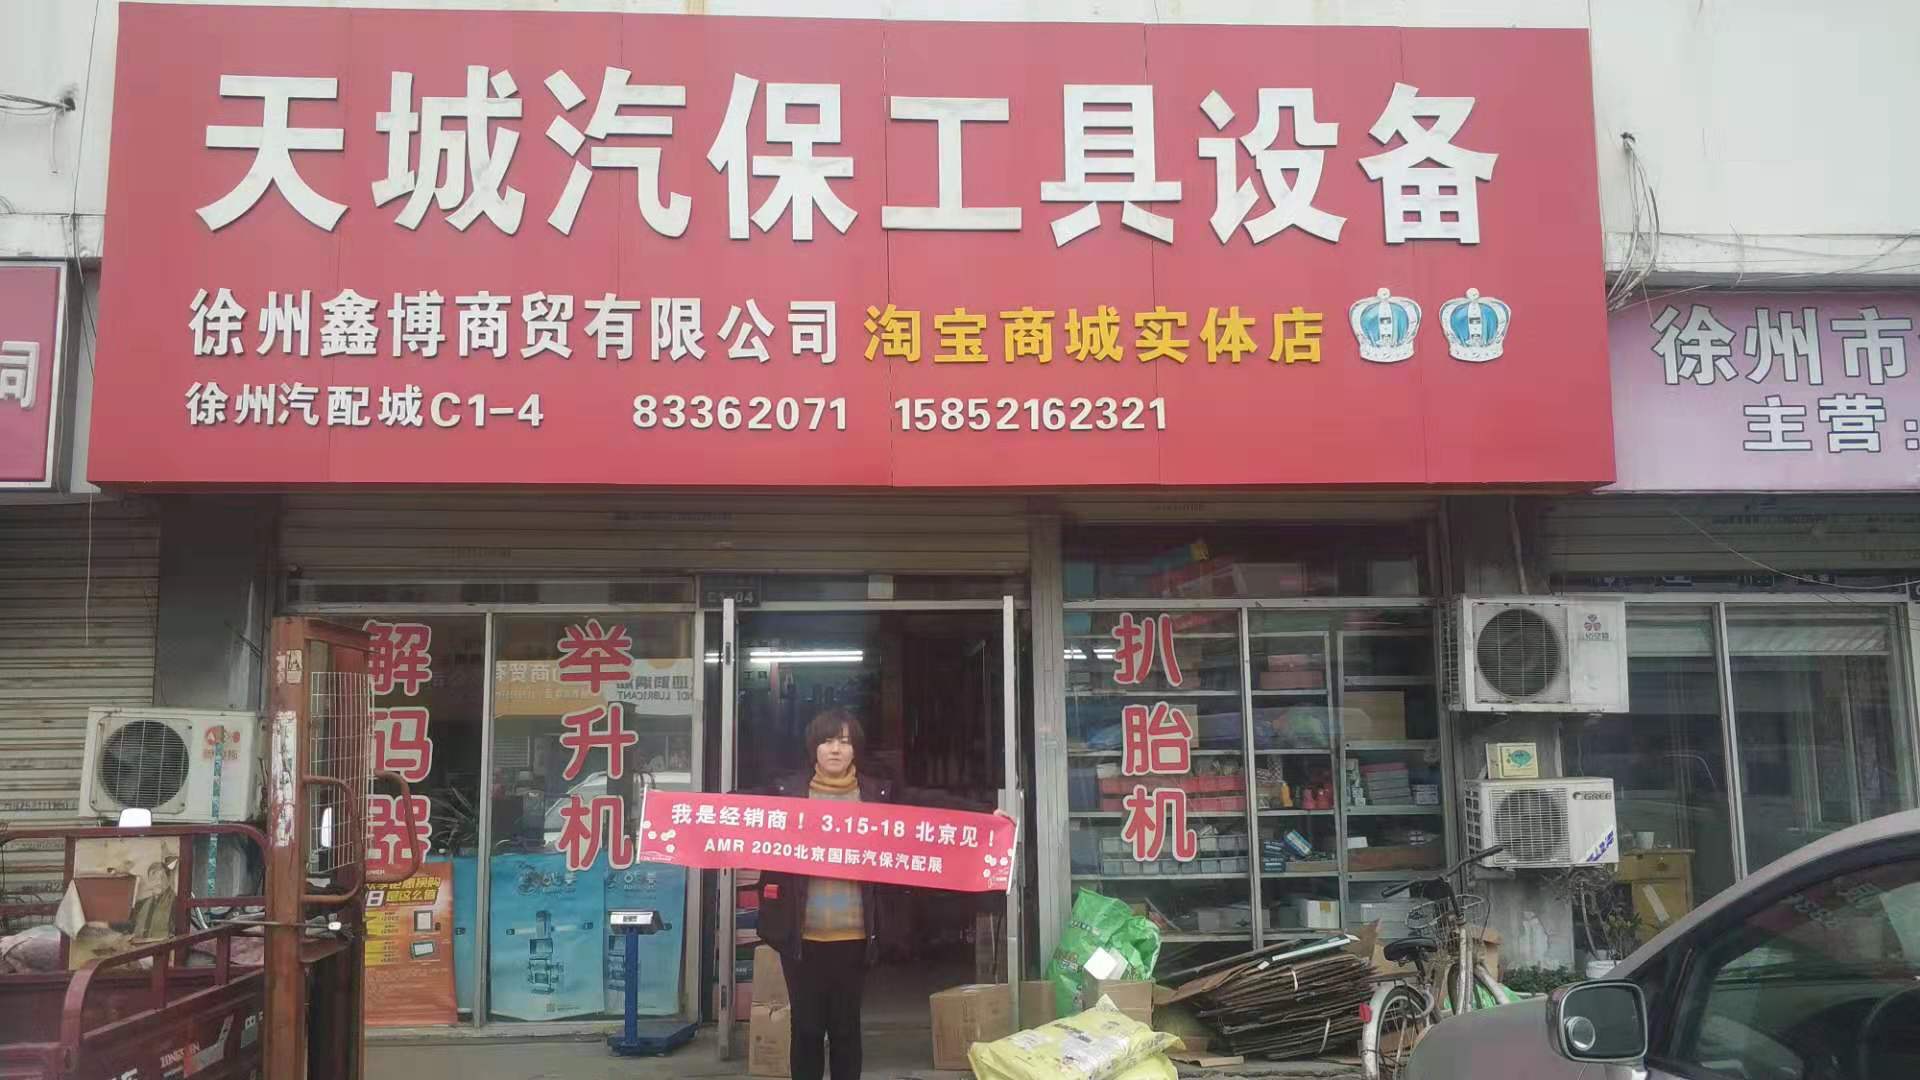 天城汽保工具设备
徐州鑫博商贸有限公司 淘宝商城实体店
徐州汽配城C1-4 83362071 15852162321
徐州市
主营：
解码器
举升机
扒胎机
我是经销商！ 3.15-18 北京见！
AMR 2020北京国际汽保汽配展
GREE